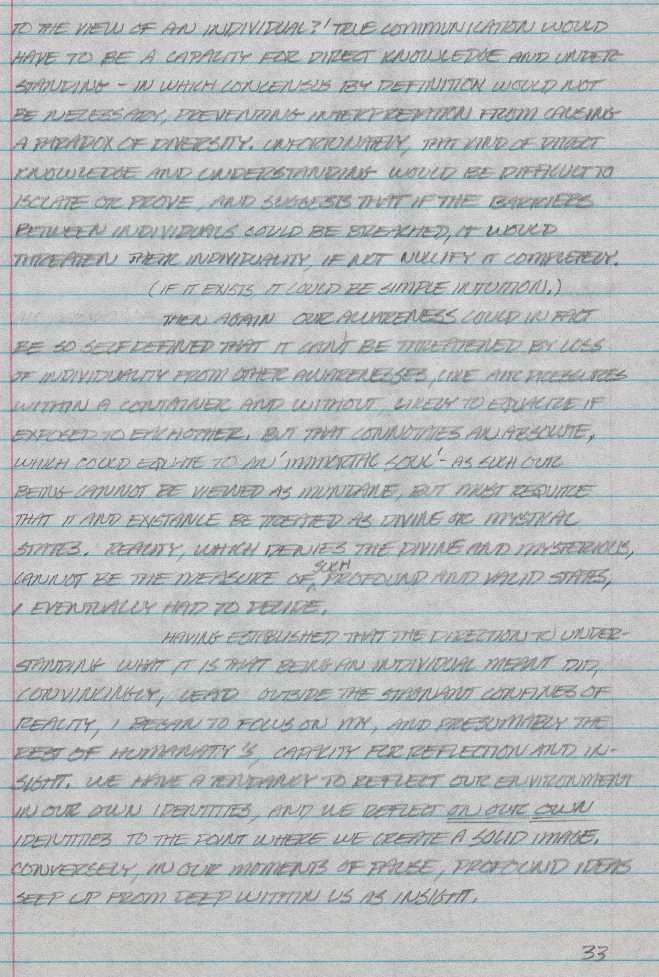 TO THE VIEW OF AN INDIVIDUAL?' TRUE COMMUNICATION WOULD
HAVE TO BE A CAPACITY FOR DIRECT KNOWLEDGE AND UNDER-
STANDING - IN WHICH CONCENSUS BY DEFINITION WOULD NOT
BE NECESSARY, PREVENTING INTERPRETATION FROM CAUSING
A PARADOX OF DIVERSITY. UNFORTUNATELY, THAT KIND OF DIRECT
KNOWLEDGE AND UNDERSTANDING WOULD BE DIFFICULT TO
ISOLATE OR PROVE, AND SUGGESTS THAT IF THE BARRIERS
BETWEEN INDIVIDUALS COULD BE BREACHED, IT WOULD
THREATEN THEIR INDIVIDUALITY, IF NOT NULLIFY IT COMPLETELY.
(IF IT EXISTS, IT COULD BE SIMPLE INTUITION.)
THEN AGAIN OUR AWARENESS COULD IN FACT
BE SO SELF DEFINED THAT IT CAN'T BE THREATENED BY LOSS
OF INDIVIDUALITY FROM OTHER AWARENESSES, LIKE AIR PRESSURES
WITHIN A CONTAINER AND WITHOUT, LIKELY TO EQUALIZE IF
EXPOSED TO EACHOTHER. BUT THAT CONNOTATES AN ABSOLUTE,
WHICH COULD EQUATE TO AN 'IMMORTAL SOUL' - AS SUCH OUR
BEING CANNOT BE VIEWED AS MUNDANE, BUT MUST REQUIRE
THAT IT AND EXISTANCE BE TREATED AS DIVINE OR MYSTICAL
STATES. REALITY, WHICH DENIES THE DIVINE AND MYSTERIOUS,
CANNOT BE THE MEASURE OF SUCH PROFOUND AND VALID STATES,
I EVENTUALLY HAD TO DECIDE.
HAVING ESTABLISHED THAT THE DIRECTION TO UNDER-
STANDING WHAT IT IS THAT BEING AN INDIVIDUAL MEANT DID,
CONVINCINGLY, LEAD OUTSIDE THE STAGNANT CONFINES OF
REALITY, I BEGAN TO FOCUS ON MY, AND PRESUMABLY THE
REST OF HUMANITY'S, CAPACITY FOR REFLECTION AND IN-
SIGHT. WE HAVE A TENDANCY TO REFLECT OUR ENVIRONMENT
IN OUR OWN IDENTITIES, AND WE REFLECT ON OUR OWN
IDENTITIES TO THE POINT WHERE WE CREATE A SOLID IMAGE.
CONVERSELY, IN OUR MOMENTS OF PAUSE, PROFOUND IDEAS
SEEP UP FROM DEEP WITHIN US AS INSIGHT.
33